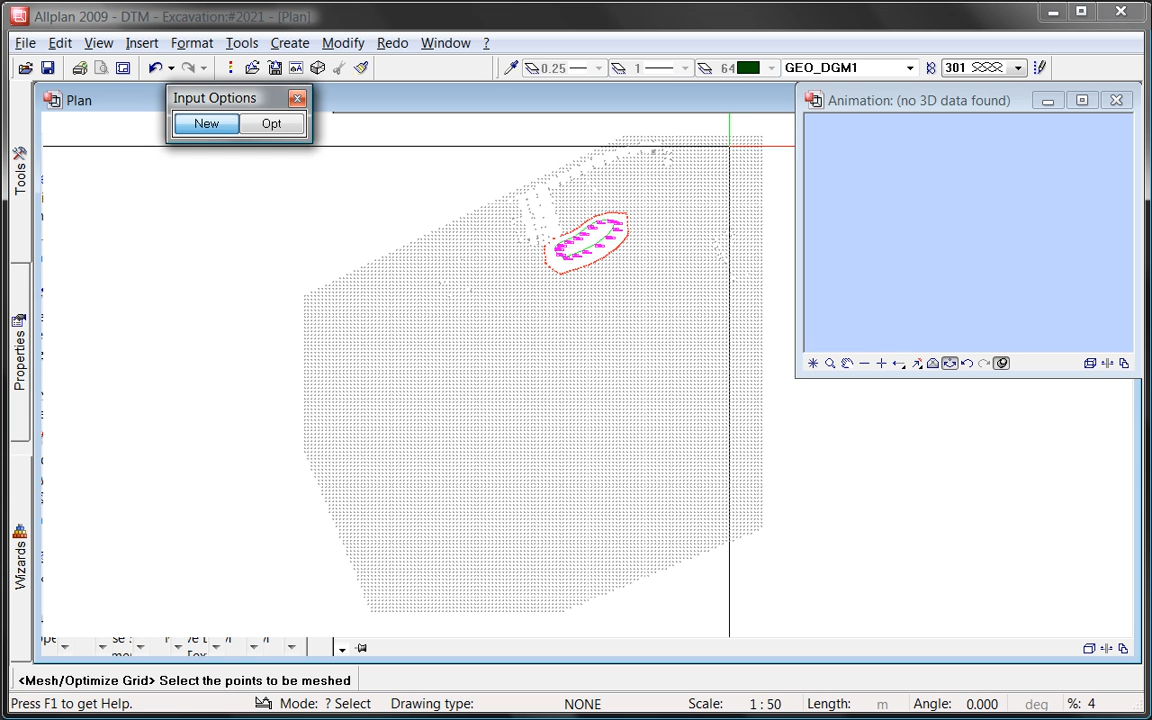 Allplan 2009 - DTM - Excavation:#2021 - [Plan]
File Edit View Insert Format Tools Create Modify Redo Window ?
0.25 1 64 GEO_DGM1 301
Plan
Input Options
New Opt
Animation: (no 3D data found)
Tools
Properties
Wizards
<Mesh/Optimize Grid> Select the points to be meshed
Press F1 to get Help. Mode: ? Select Drawing type: NONE Scale: 1 : 50 Length: m Angle: 0.000 deg %: 4